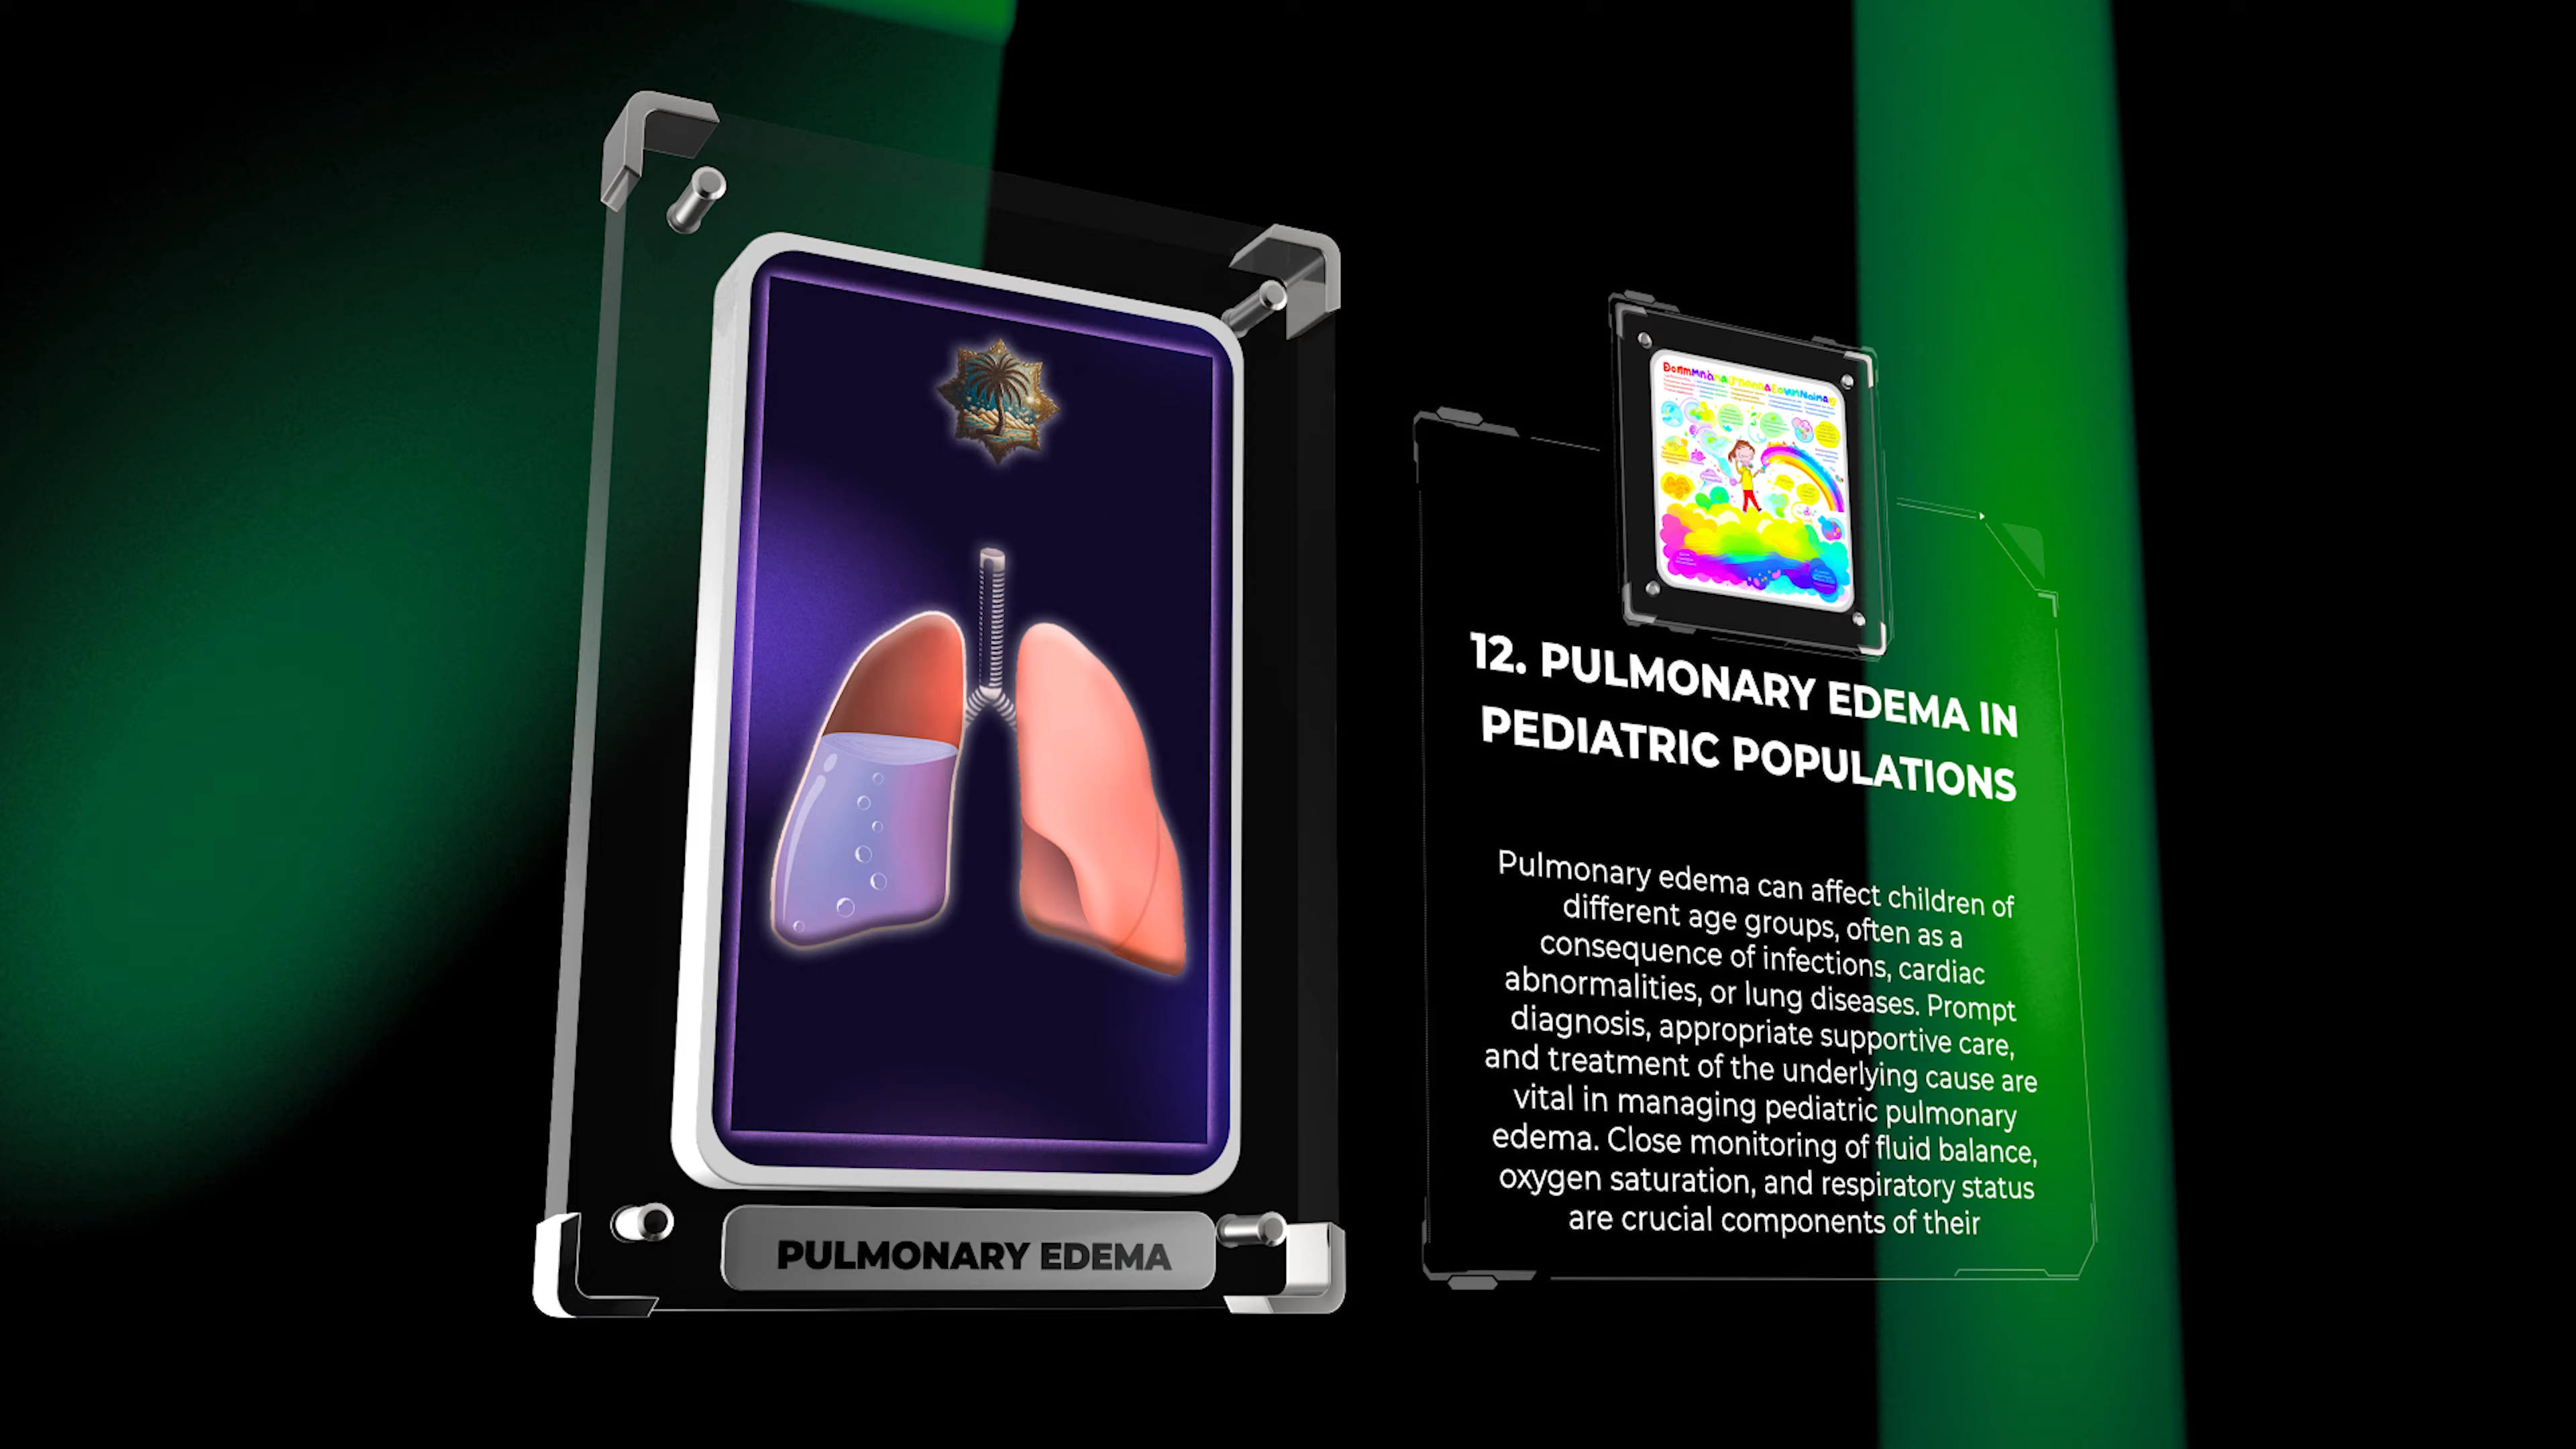 PULMONARY EDEMA
12. PULMONARY EDEMA IN
PEDIATRIC POPULATIONS
Pulmonary edema can affect children of
different age groups, often as a
consequence of infections, cardiac
abnormalities, or lung diseases. Prompt
diagnosis, appropriate supportive care,
and treatment of the underlying cause are
vital in managing pediatric pulmonary
edema. Close monitoring of fluid balance,
oxygen saturation, and respiratory status
are crucial components of their